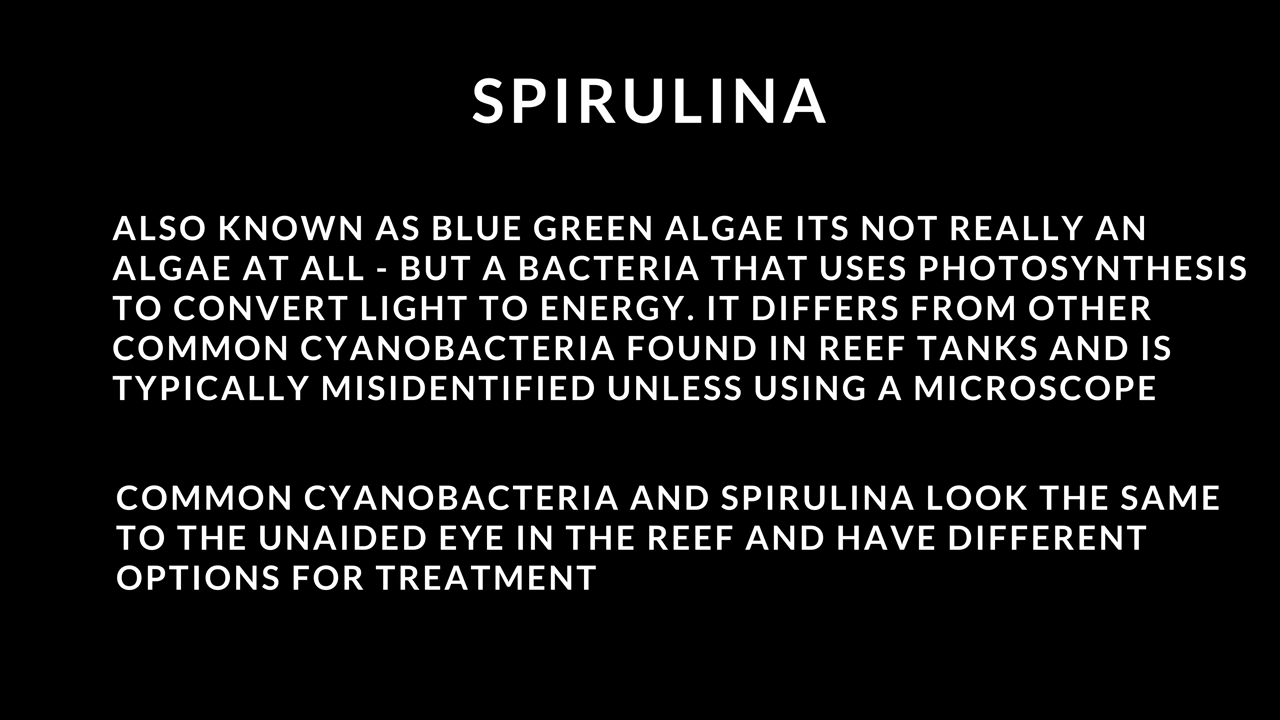 SPIRULINA
ALSO KNOWN AS BLUE GREEN ALGAE ITS NOT REALLY AN
ALGAE AT ALL - BUT A BACTERIA THAT USES PHOTOSYNTHESIS
TO CONVERT LIGHT TO ENERGY. IT DIFFERS FROM OTHER
COMMON CYANOBACTERIA FOUND IN REEF TANKS AND IS
TYPICALLY MISIDENTIFIED UNLESS USING A MICROSCOPE
COMMON CYANOBACTERIA AND SPIRULINA LOOK THE SAME
TO THE UNAIDED EYE IN THE REEF AND HAVE DIFFERENT
OPTIONS FOR TREATMENT